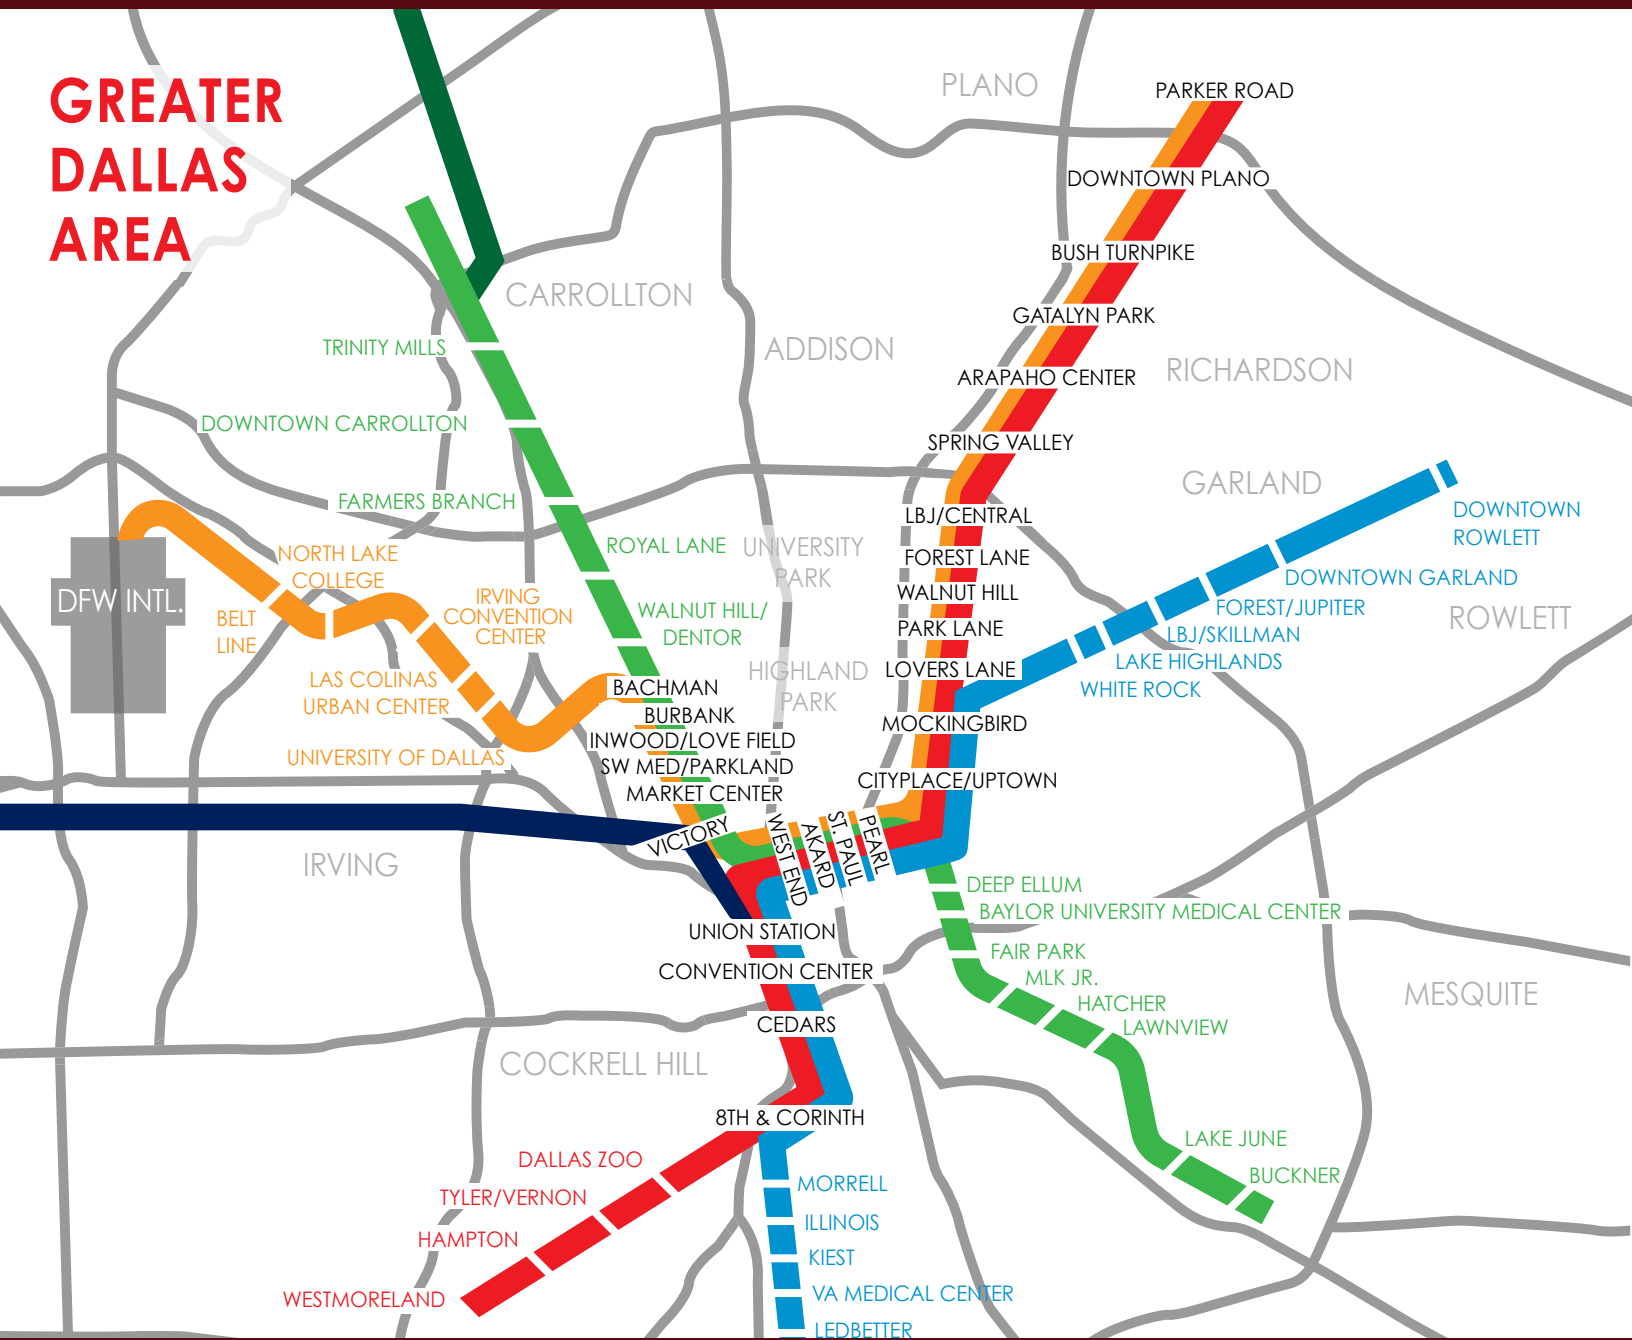 GREATER
DALLAS
AREA
PLANO
PARKER ROAD
DOWNTOWN PLANO
BUSH TURNPIKE
CARROLLTON
GATALYN PARK
TRINITY MILLS
ADDISON
RICHARDSON
ARAPAHO CENTER
DOWNTOWN CARROLLTON
SPRING VALLEY
GARLAND
FARMERS BRANCH
LBJ/CENTRAL
DOWNTOWN
ROWLETT
ROYAL LANE
UNIVERSITY
PARK
NORTH LAKE
COLLEGE
FOREST LANE
DOWNTOWN GARLAND
DFW INTL.
IRVING
CONVENTION
CENTER
WALNUT HILL
FOREST/JUPITER
BELT
LINE
WALNUT HILL/
DENTOR
PARK LANE
LBJ/SKILLMAN
ROWLETT
LAS COLINAS
URBAN CENTER
HIGHLAND
PARK
LOVERS LANE
LAKE HIGHLANDS
BACHMAN
WHITE ROCK
BURBANK
MOCKINGBIRD
INWOOD/LOVE FIELD
UNIVERSITY OF DALLAS
SW MED/PARKLAND
CITYPLACE/UPTOWN
MARKET CENTER
VICTORY
WEST END
AKARD
ST. PAUL
PEARL
IRVING
DEEP ELLUM
BAYLOR UNIVERSITY MEDICAL CENTER
UNION STATION
FAIR PARK
CONVENTION CENTER
MLK JR.
MESQUITE
HATCHER
CEDARS
LAWNVIEW
COCKRELL HILL
8TH & CORINTH
LAKE JUNE
DALLAS ZOO
BUCKNER
MORRELL
TYLER/VERNON
ILLINOIS
HAMPTON
KIEST
WESTMORELAND
VA MEDICAL CENTER
LEDBETTER